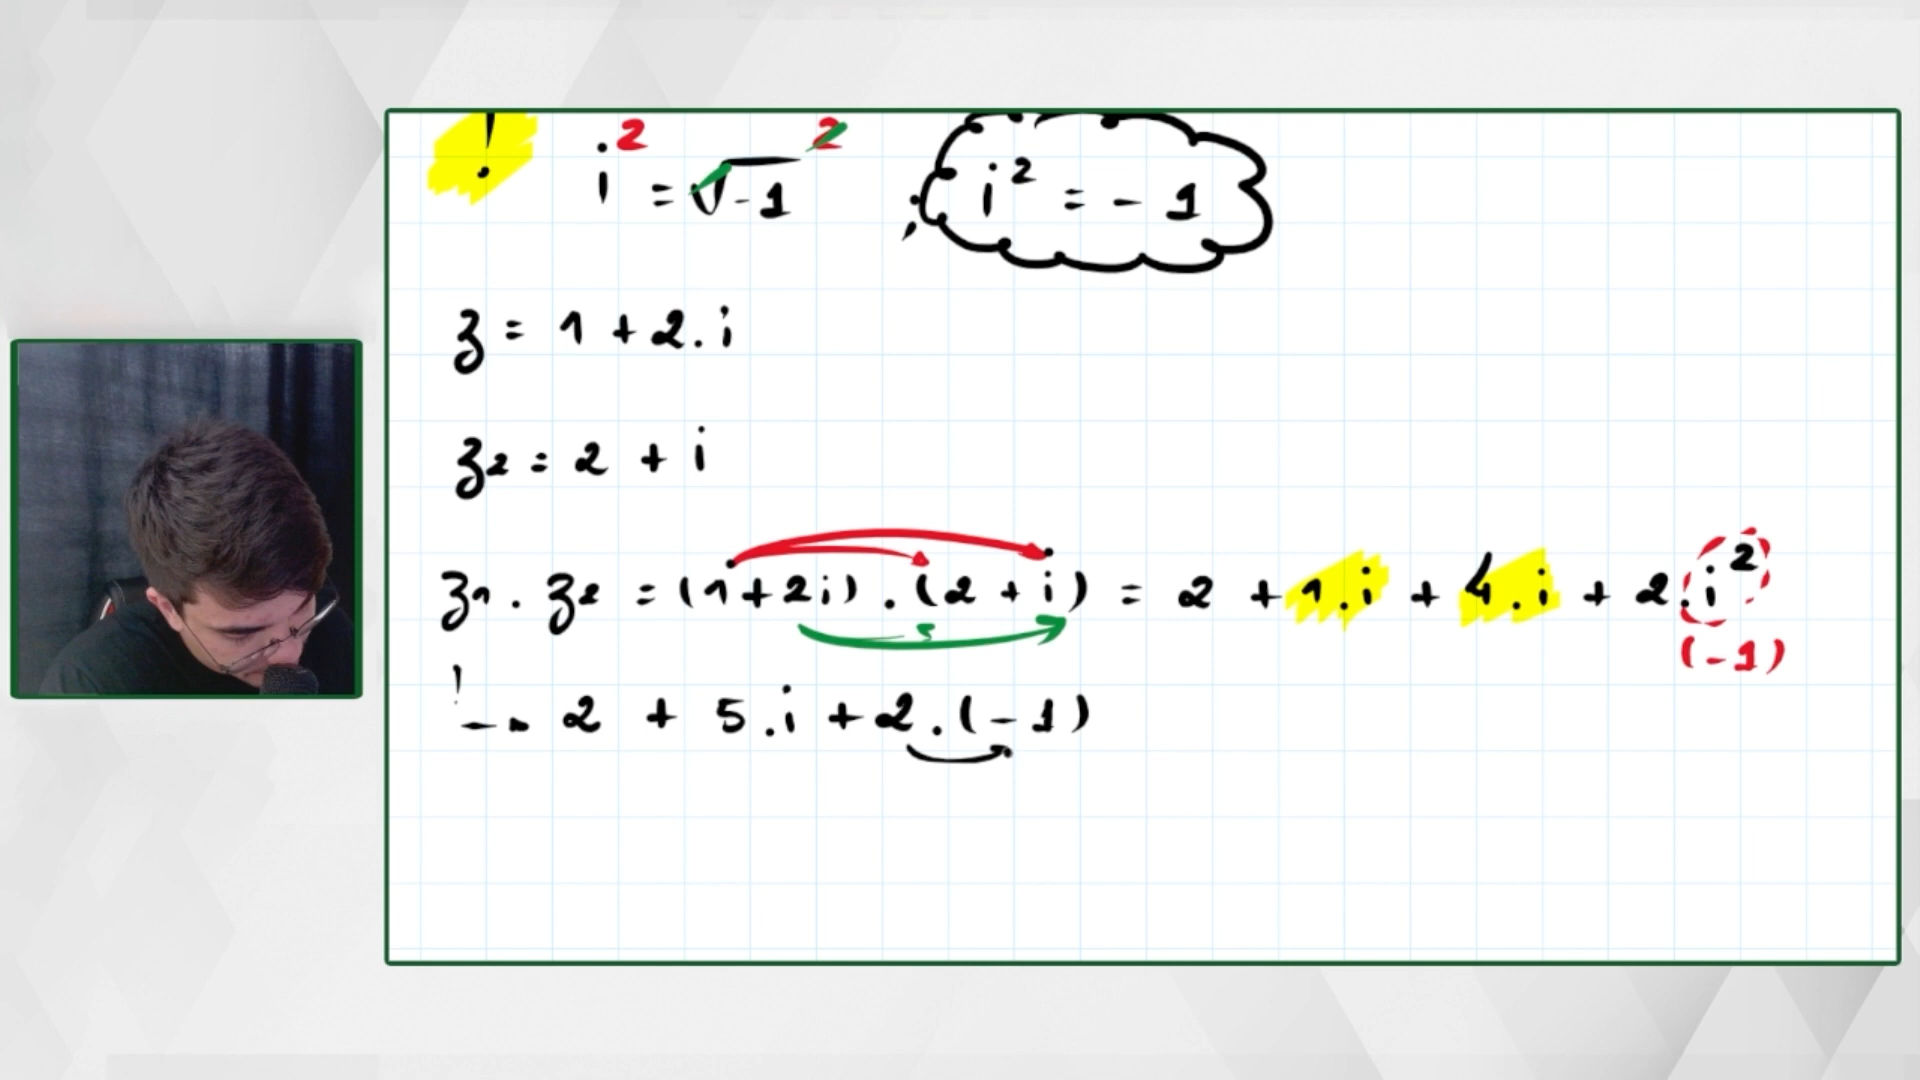 ! i² = √-1² ; i² = -1
z = 1 + 2.i
z2 = 2 + i
z1 . z2 = (1+2i) . (2 + i) = 2 + 1.i + 4.i + 2.i²
(-1)
2 + 5.i + 2.(-1)